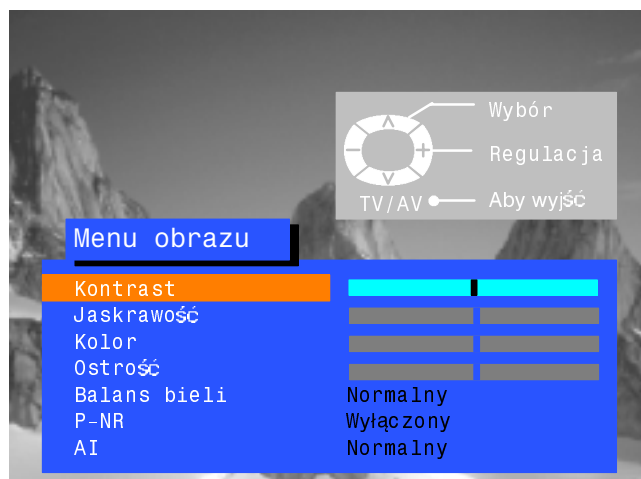 Wybór
Regulacja
TV/AV Aby wyjść
Menu obrazu
Kontrast
Jaskrawość
Kolor
Ostrość
Balans bieli Normalny
P-NR Wyłączony
AI Normalny